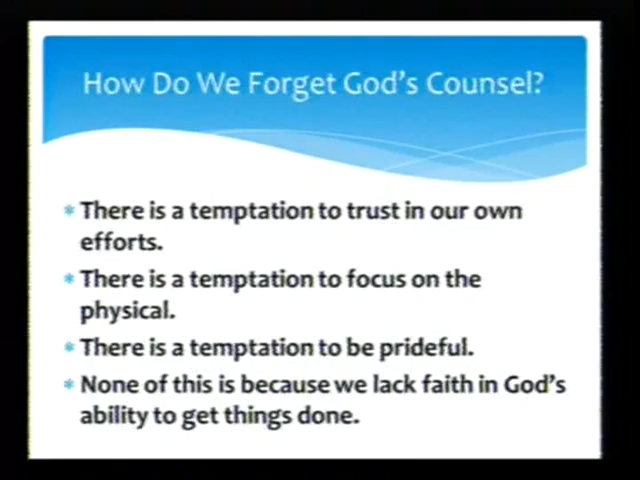 How Do We Forget God's Counsel?
* There is a temptation to trust in our own
efforts.
* There is a temptation to focus on the
physical.
* There is a temptation to be prideful.
* None of this is because we lack faith in God's
ability to get things done.